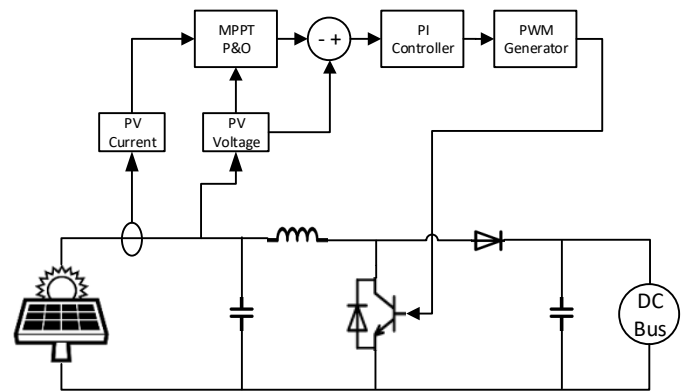 MPPT
P&O
- +
PI
Controller
PWM
Generator
PV
Current
PV
Voltage
DC
Bus